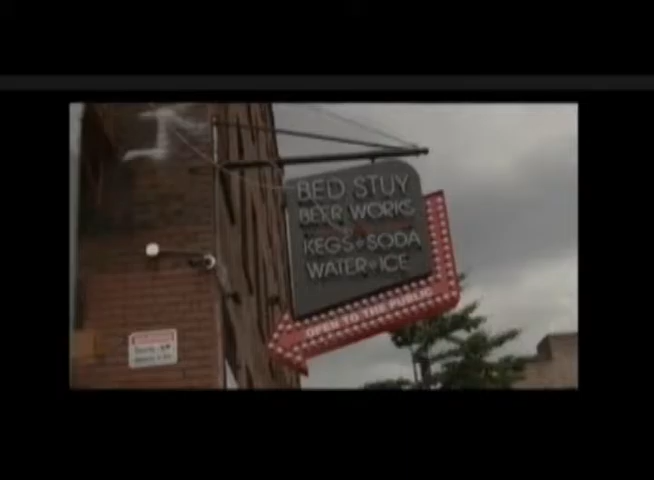 BED STUY
BEER WORKS
KEGS SODA
WATER ICE
OPEN TO THE PUBLIC